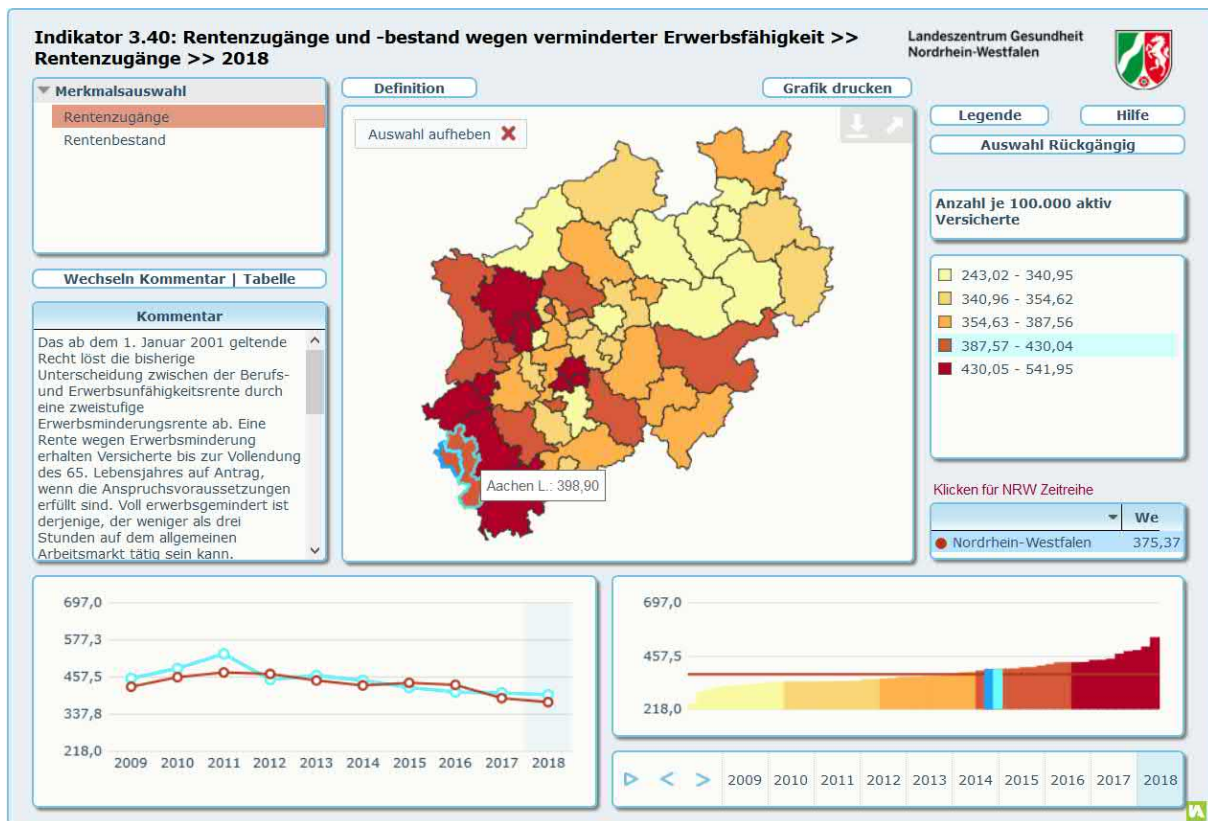 Indikator 3.40: Rentenzugänge und -bestand wegen verminderter Erwerbsfähigkeit >>
Rentenzugänge >> 2018
Landeszentrum Gesundheit
Nordrhein-Westfalen
Merkmalsauswahl
Rentenzugänge
Rentenbestand
Definition
Grafik drucken
Auswahl aufheben
Legende
Hilfe
Auswahl Rückgängig
Anzahl je 100.000 aktiv
Versicherte
243,02 - 340,95
340,96 - 354,62
354,63 - 387,56
387,57 - 430,04
430,05 - 541,95
Wechseln Kommentar | Tabelle
Kommentar
Das ab dem 1. Januar 2001 geltende
Recht löst die bisherige
Unterscheidung zwischen der Berufs-
und Erwerbsunfähigkeitsrente durch
eine zweistufige
Erwerbsminderungsrente ab. Eine
Rente wegen Erwerbsminderung
erhalten Versicherte bis zur Vollendung
des 65. Lebensjahres auf Antrag,
wenn die Anspruchsvoraussetzungen
erfüllt sind. Voll erwerbsgemindert ist
derjenige, der weniger als drei
Stunden auf dem allgemeinen
Arbeitsmarkt tätig sein kann.
Aachen L.: 398,90
Klicken für NRW Zeitreihe
We
Nordrhein-Westfalen 375,37
697,0
577,3
457,5
337,8
218,0
2009 2010 2011 2012 2013 2014 2015 2016 2017 2018
697,0
457,5
218,0
2009 2010 2011 2012 2013 2014 2015 2016 2017 2018